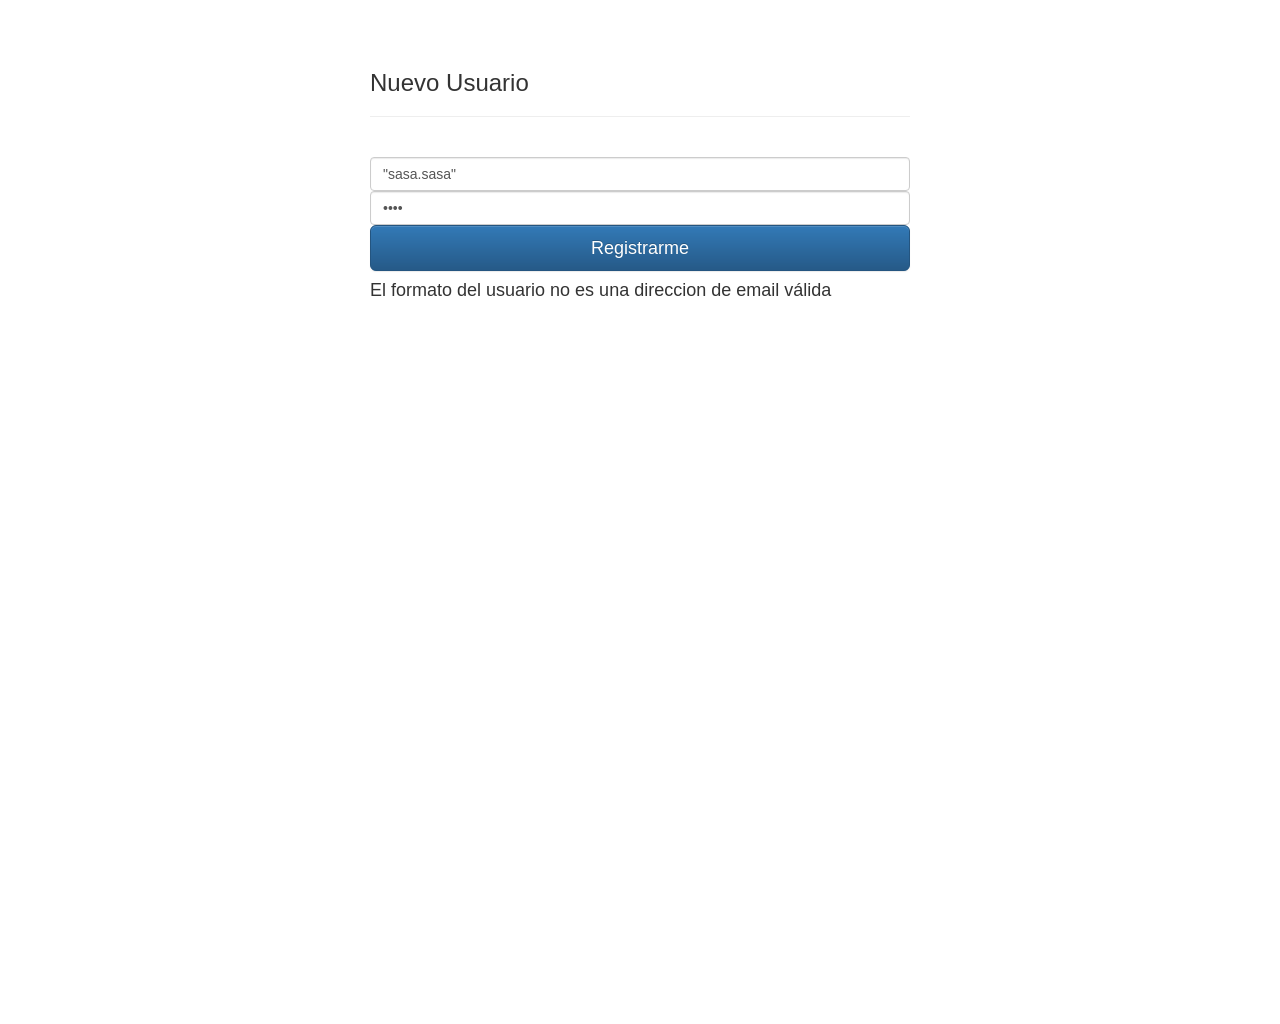 Nuevo Usuario
"sasa.sasa"
••••
Registrarme
El formato del usuario no es una direccion de email válida